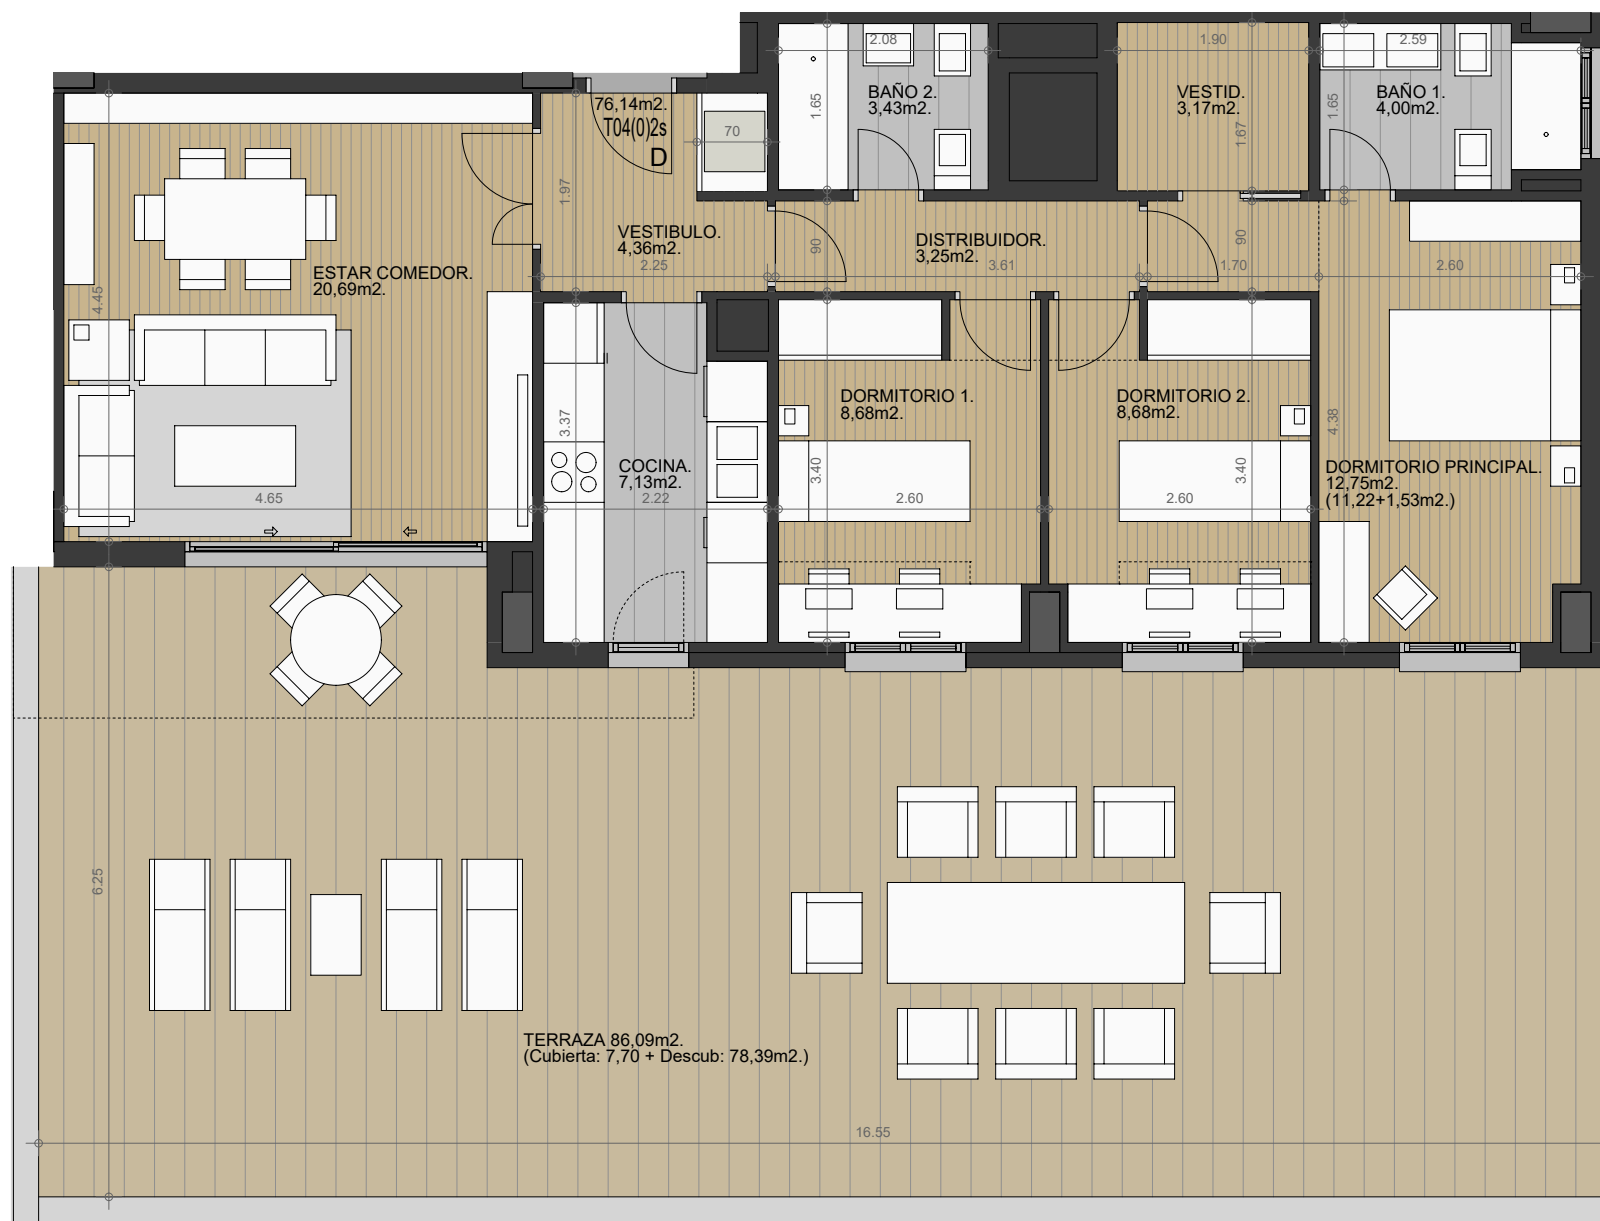 2.08
1.90
2.59
BAÑO 2.
3,43m2.
1.65
VESTID.
3,17m2.
1.67
BAÑO 1.
4,00m2.
1.65
76,14m2.
T04(0)2s
D
70
1.97
VESTIBULO.
4,36m2.
2.25
90
DISTRIBUIDOR.
3,25m2.
3.61
90
1.70
2.60
ESTAR COMEDOR.
20,69m2.
4.45
4.65
3.37
COCINA.
7,13m2.
2.22
DORMITORIO 1.
8,68m2.
3.40
2.60
DORMITORIO 2.
8,68m2.
3.40
2.60
4.38
DORMITORIO PRINCIPAL.
12,75m2.
(11,22+1,53m2.)
6.25
TERRAZA 86,09m2.
(Cubierta: 7,70 + Descub: 78,39m2.)
16.55